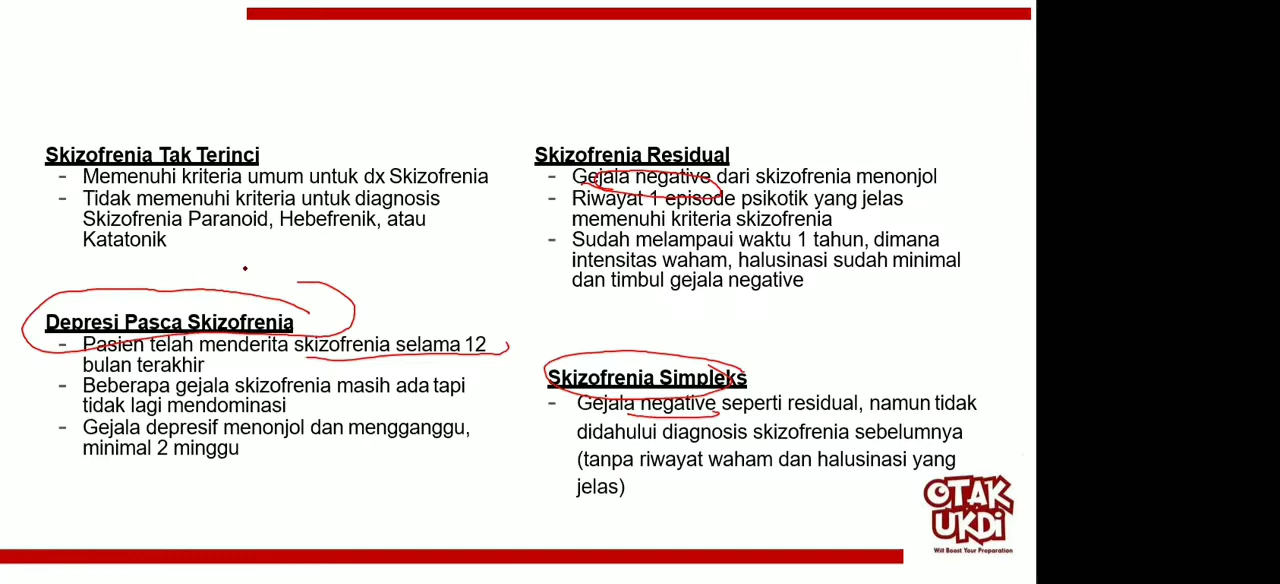 Skizofrenia Tak Terinci
- Memenuhi kriteria umum untuk dx Skizofrenia
- Tidak memenuhi kriteria untuk diagnosis
Skizofrenia Paranoid, Hebefrenik, atau
Katatonik
Depresi Pasca Skizofrenia
- Pasien telah menderita skizofrenia selama 12
bulan terakhir
- Beberapa gejala skizofrenia masih ada tapi
tidak lagi mendominasi
- Gejala depresif menonjol dan mengganggu,
minimal 2 minggu
Skizofrenia Residual
- Gejala negative dari skizofrenia menonjol
- Riwayat 1 episode psikotik yang jelas
memenuhi kriteria skizofrenia
- Sudah melampaui waktu 1 tahun, dimana
intensitas waham, halusinasi sudah minimal
dan timbul gejala negative
Skizofrenia Simpleks
- Gejala negative seperti residual, namun tidak
didahului diagnosis skizofrenia sebelumnya
(tanpa riwayat waham dan halusinasi yang
jelas)
OTAK
UKDi
Will Boost Your Preparation